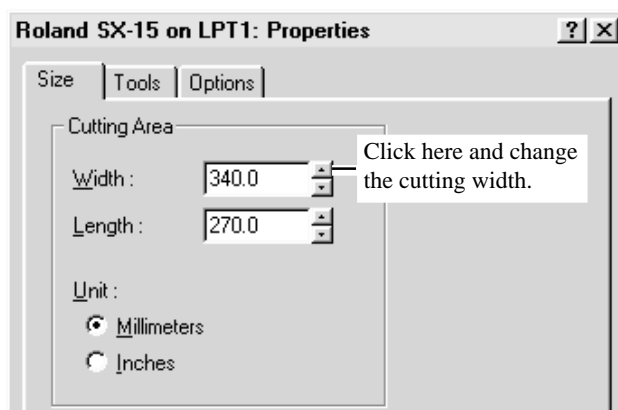 Roland SX-15 on LPT1: Properties
Size Tools Options
Cutting Area
Width : 340.0
Click here and change
the cutting width.
Length : 270.0
Unit :
Millimeters
Inches